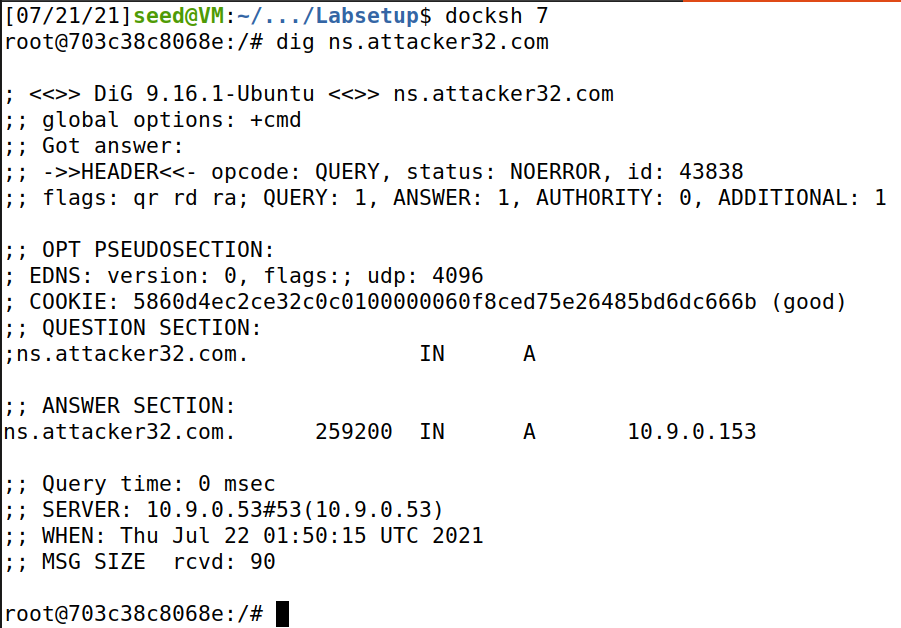 [07/21/21]seed@VM:~/.../Labsetup$ docksh 7
root@703c38c8068e:/# dig ns.attacker32.com

; <<>> DiG 9.16.1-Ubuntu <<>> ns.attacker32.com
;; global options: +cmd
;; Got answer:
;; ->>HEADER<<- opcode: QUERY, status: NOERROR, id: 43838
;; flags: qr rd ra; QUERY: 1, ANSWER: 1, AUTHORITY: 0, ADDITIONAL: 1

;; OPT PSEUDOSECTION:
; EDNS: version: 0, flags:; udp: 4096
; COOKIE: 5860d4ec2ce32c0c0100000060f8ced75e26485bd6dc666b (good)
;; QUESTION SECTION:
;ns.attacker32.com.             IN      A

;; ANSWER SECTION:
ns.attacker32.com.      259200  IN      A       10.9.0.153

;; Query time: 0 msec
;; SERVER: 10.9.0.53#53(10.9.0.53)
;; WHEN: Thu Jul 22 01:50:15 UTC 2021
;; MSG SIZE  rcvd: 90

root@703c38c8068e:/#